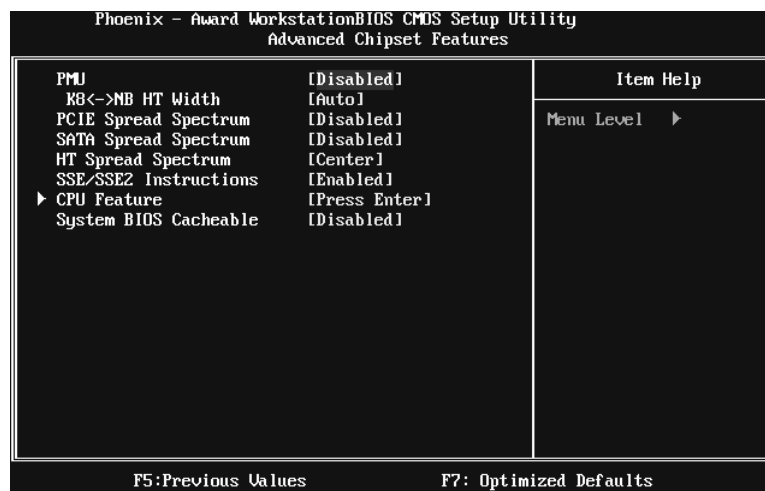 Phoenix - Award WorkstationBIOS CMOS Setup Utility
Advanced Chipset Features
PMU [Disabled]
K8<->NB HT Width [Auto]
PCIE Spread Spectrum [Disabled]
SATA Spread Spectrum [Disabled]
HT Spread Spectrum [Center]
SSE/SSE2 Instructions [Enabled]
CPU Feature [Press Enter]
System BIOS Cacheable [Disabled]
Item Help
Menu Level
F5:Previous Values F7: Optimized Defaults